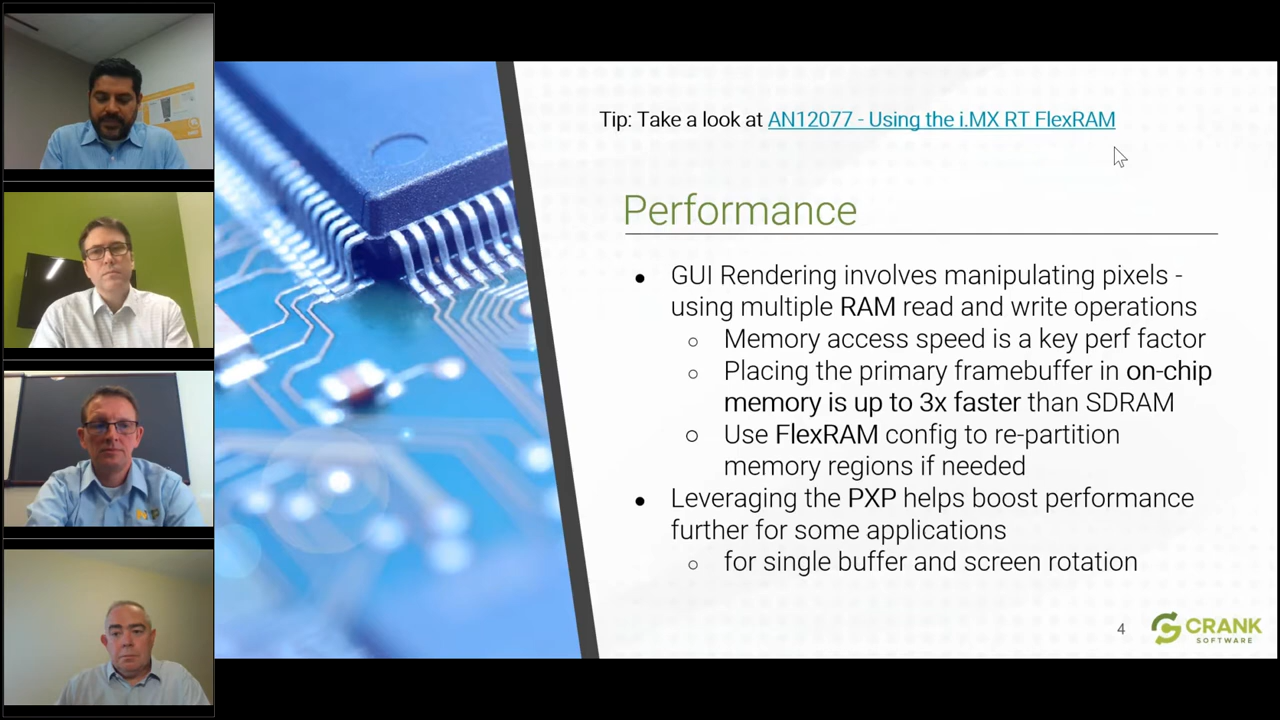 Tip: Take a look at AN12077 - Using the i.MX RT FlexRAM
Performance
● GUI Rendering involves manipulating pixels -
using multiple RAM read and write operations
○ Memory access speed is a key perf factor
○ Placing the primary framebuffer in on-chip
memory is up to 3x faster than SDRAM
○ Use FlexRAM config to re-partition
memory regions if needed
● Leveraging the PXP helps boost performance
further for some applications
○ for single buffer and screen rotation
4
CRANK
SOFTWARE